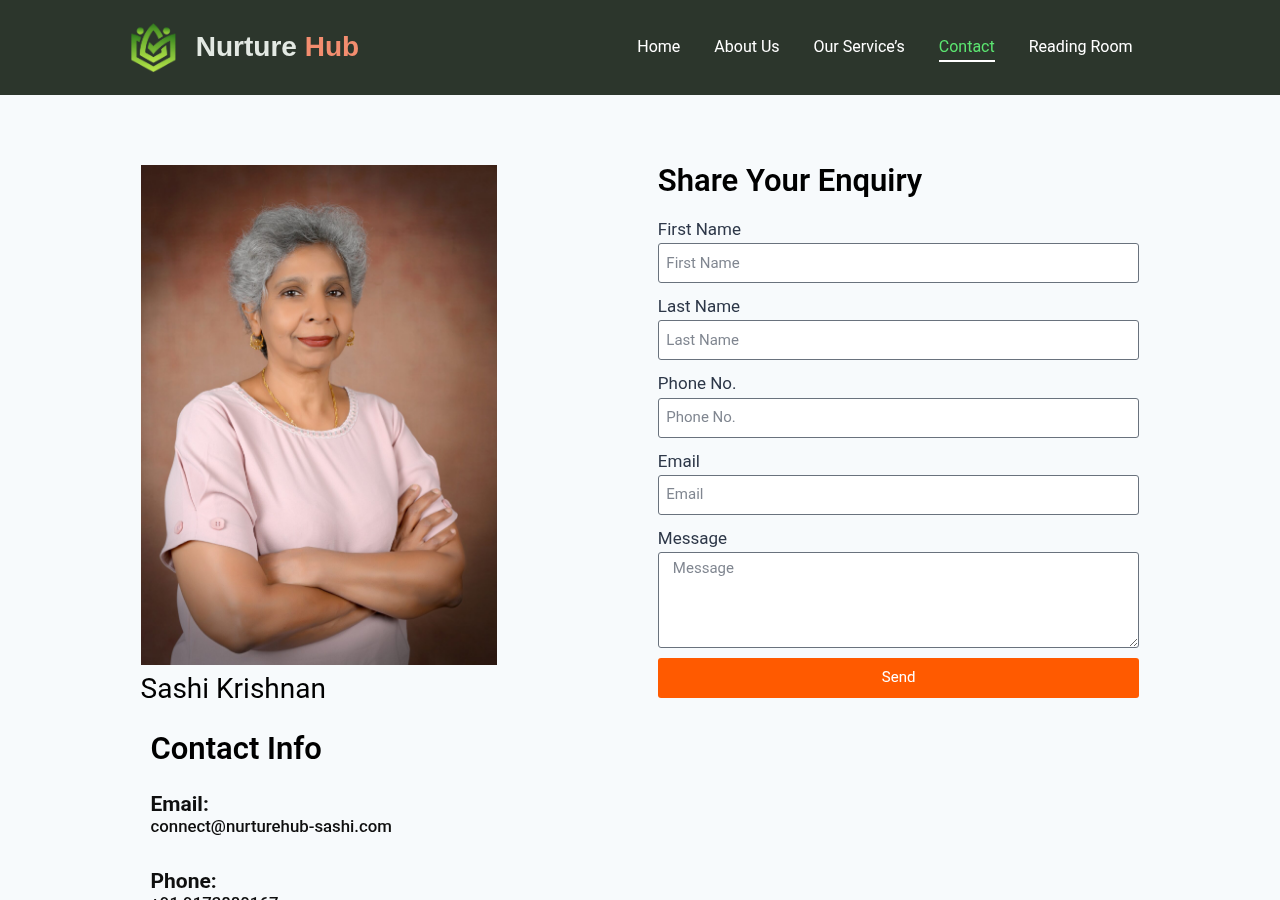 Nurture Hub
Home
About Us
Our Service’s
Contact
Reading Room
Sashi Krishnan
Contact Info
Email:
connect@nurturehub-sashi.com
Phone:
Share Your Enquiry
First Name
First Name
Last Name
Last Name
Phone No.
Phone No.
Email
Email
Message
Message
Send